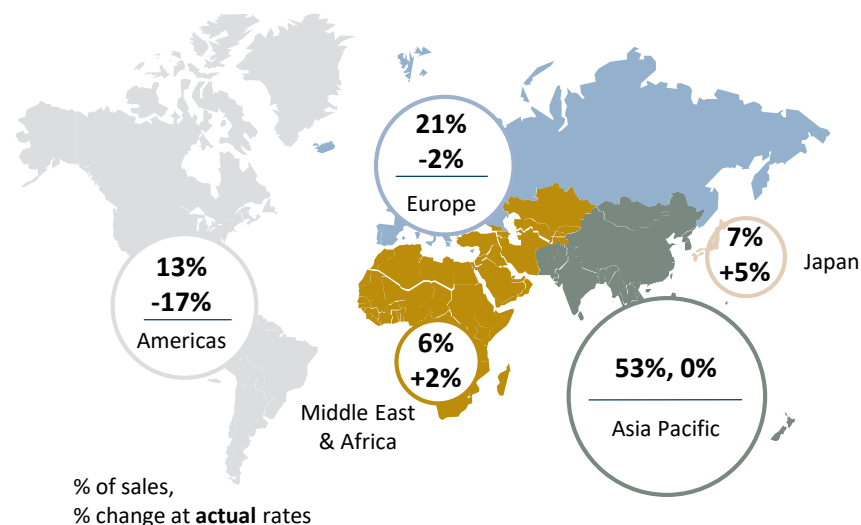 21%
-2%
Europe
13%
-17%
Americas
7%
+5%
Japan
6%
+2%
Middle East
& Africa
53%, 0%
Asia Pacific
% of sales,
% change at actual rates